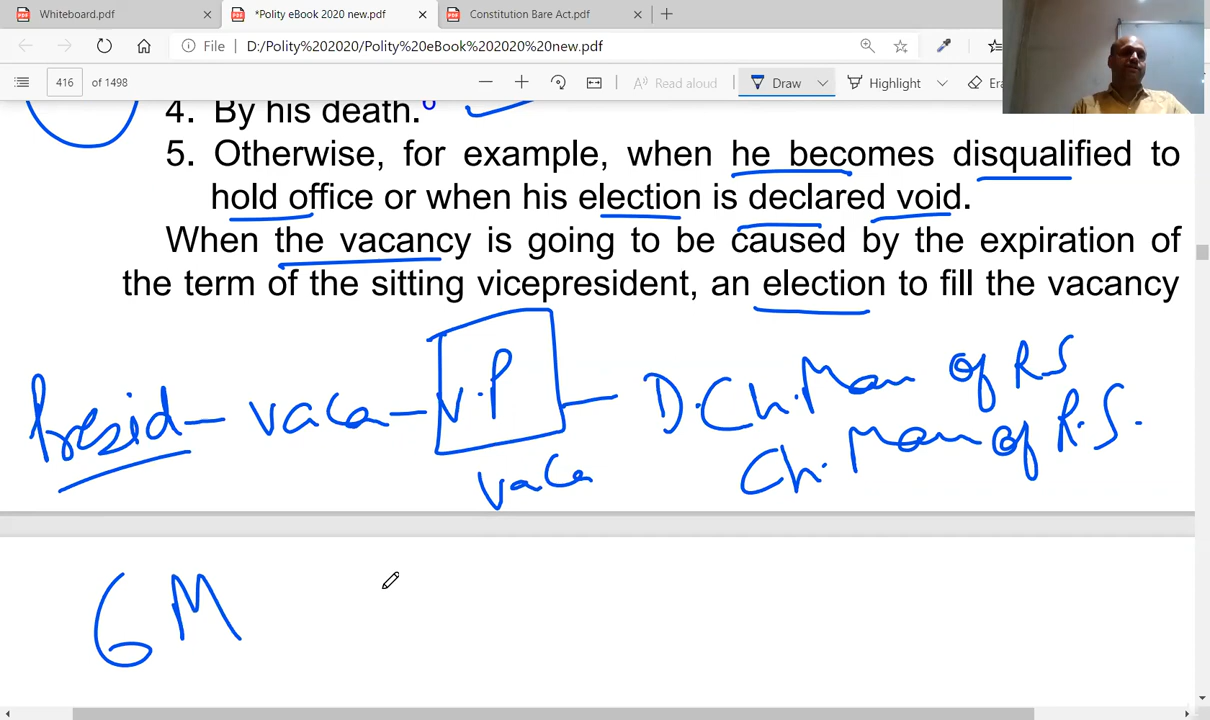 Whiteboard.pdf × *Polity eBook 2020 new.pdf × Constitution Bare Act.pdf × +
File D:/Polity%202020/Polity%20eBook%202020%20new.pdf
416 of 1498 − + A Read aloud Draw Highlight Era
4. By his death.6
5. Otherwise, for example, when he becomes disqualified to
hold office or when his election is declared void.
When the vacancy is going to be caused by the expiration of
the term of the sitting vicepresident, an election to fill the vacancy
Presid - vaca - V.P - D.Ch.Man of R S
vaca Ch.Man of R.S.
6 M